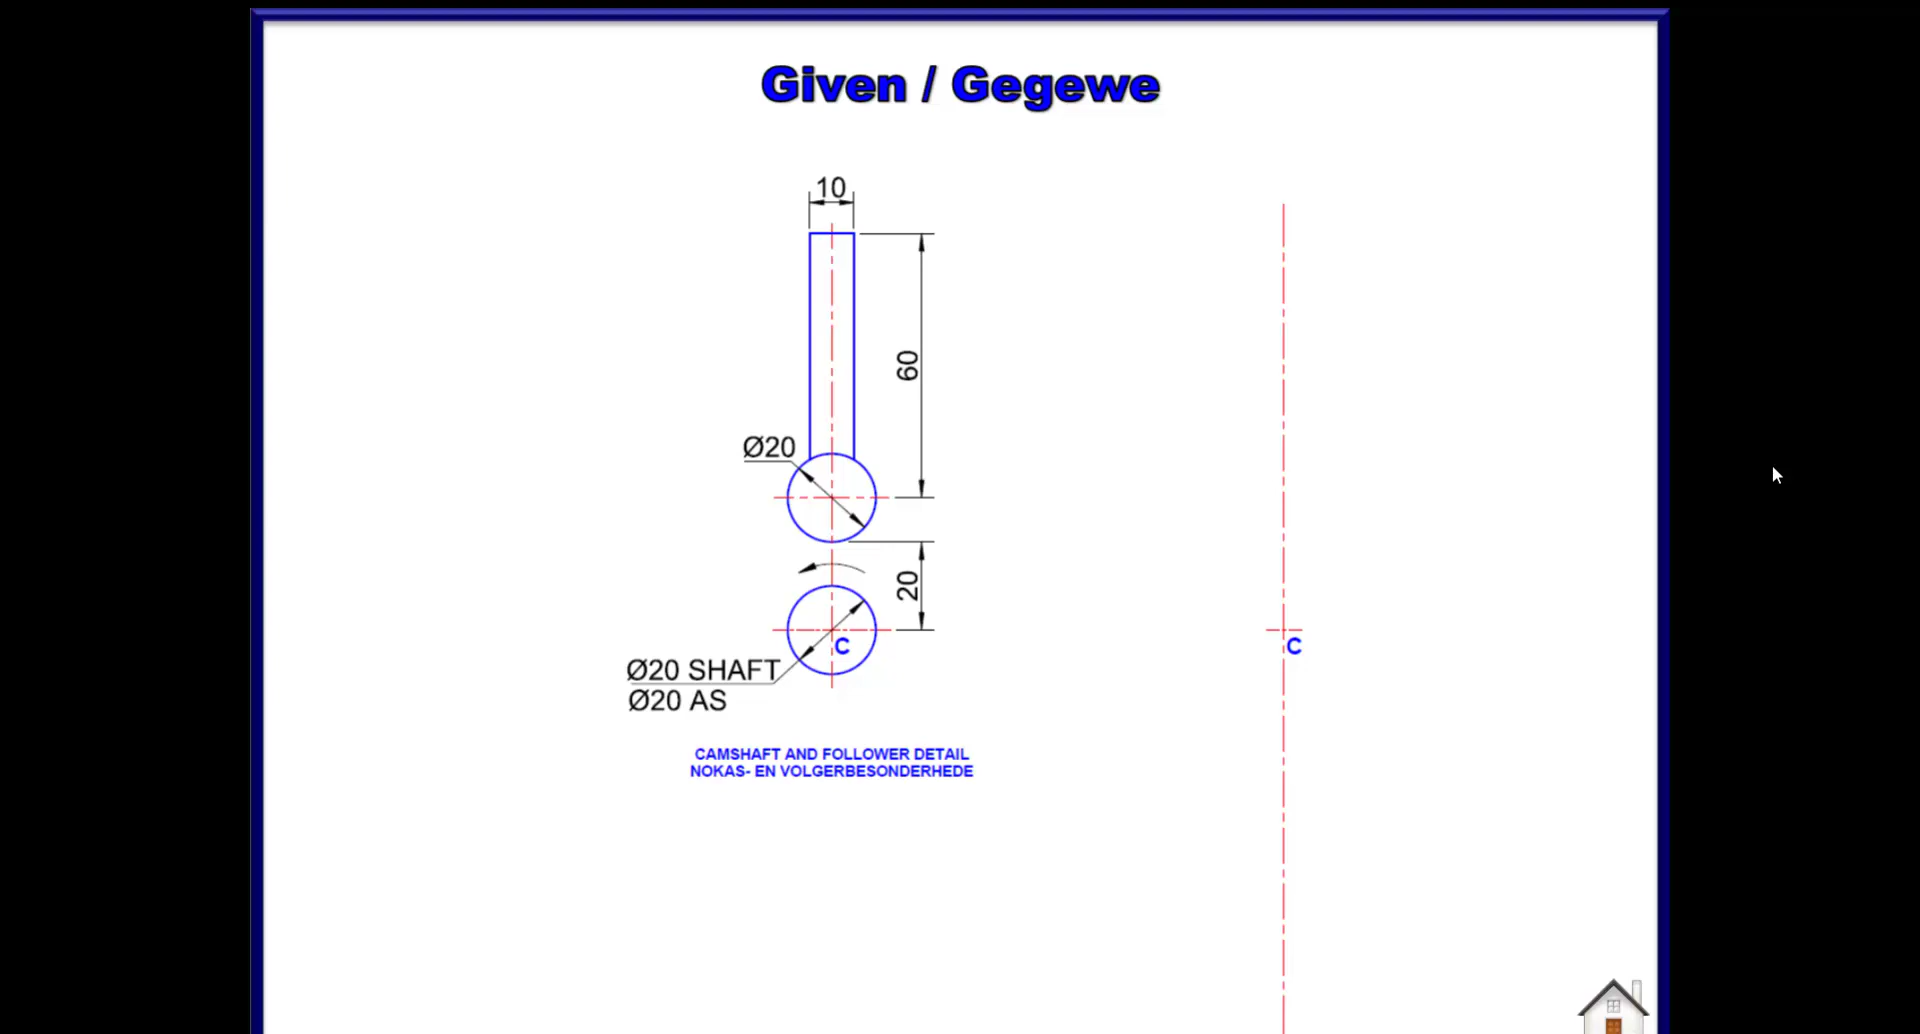 Given / Gegewe
10
60
Ø20
20
C
C
Ø20 SHAFT
Ø20 AS
CAMSHAFT AND FOLLOWER DETAIL
NOKAS- EN VOLGERBESONDERHEDE